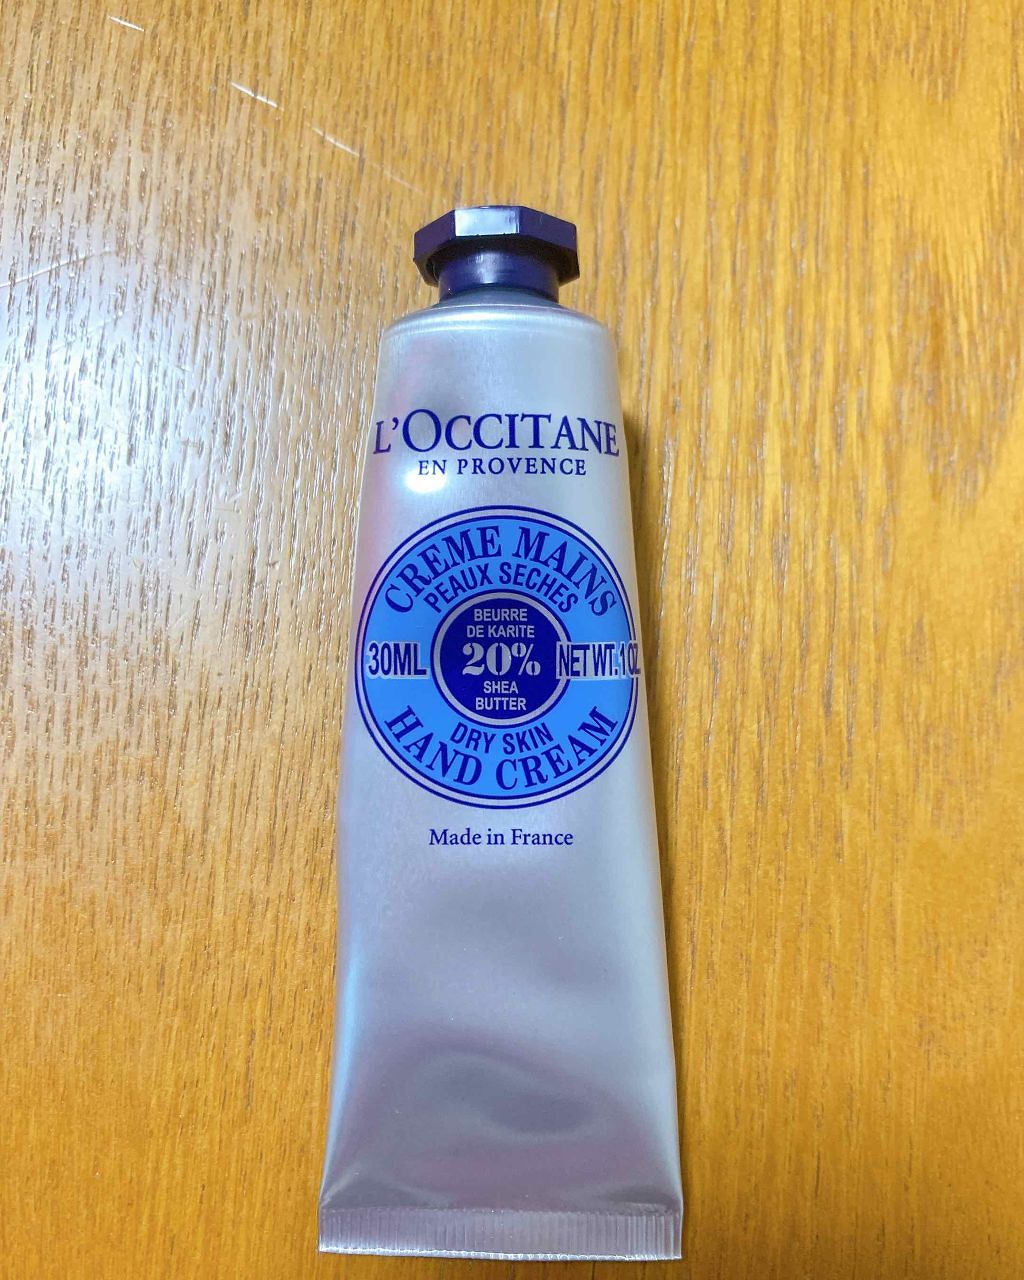 L'OCCITANE
EN PROVENCE
CREME MAINS
PEAUX SECHES
BEURRE
DE KARITE
30ML 20% NET WT. 1 OZ
SHEA
BUTTER
DRY SKIN
HAND CREAM
Made in France